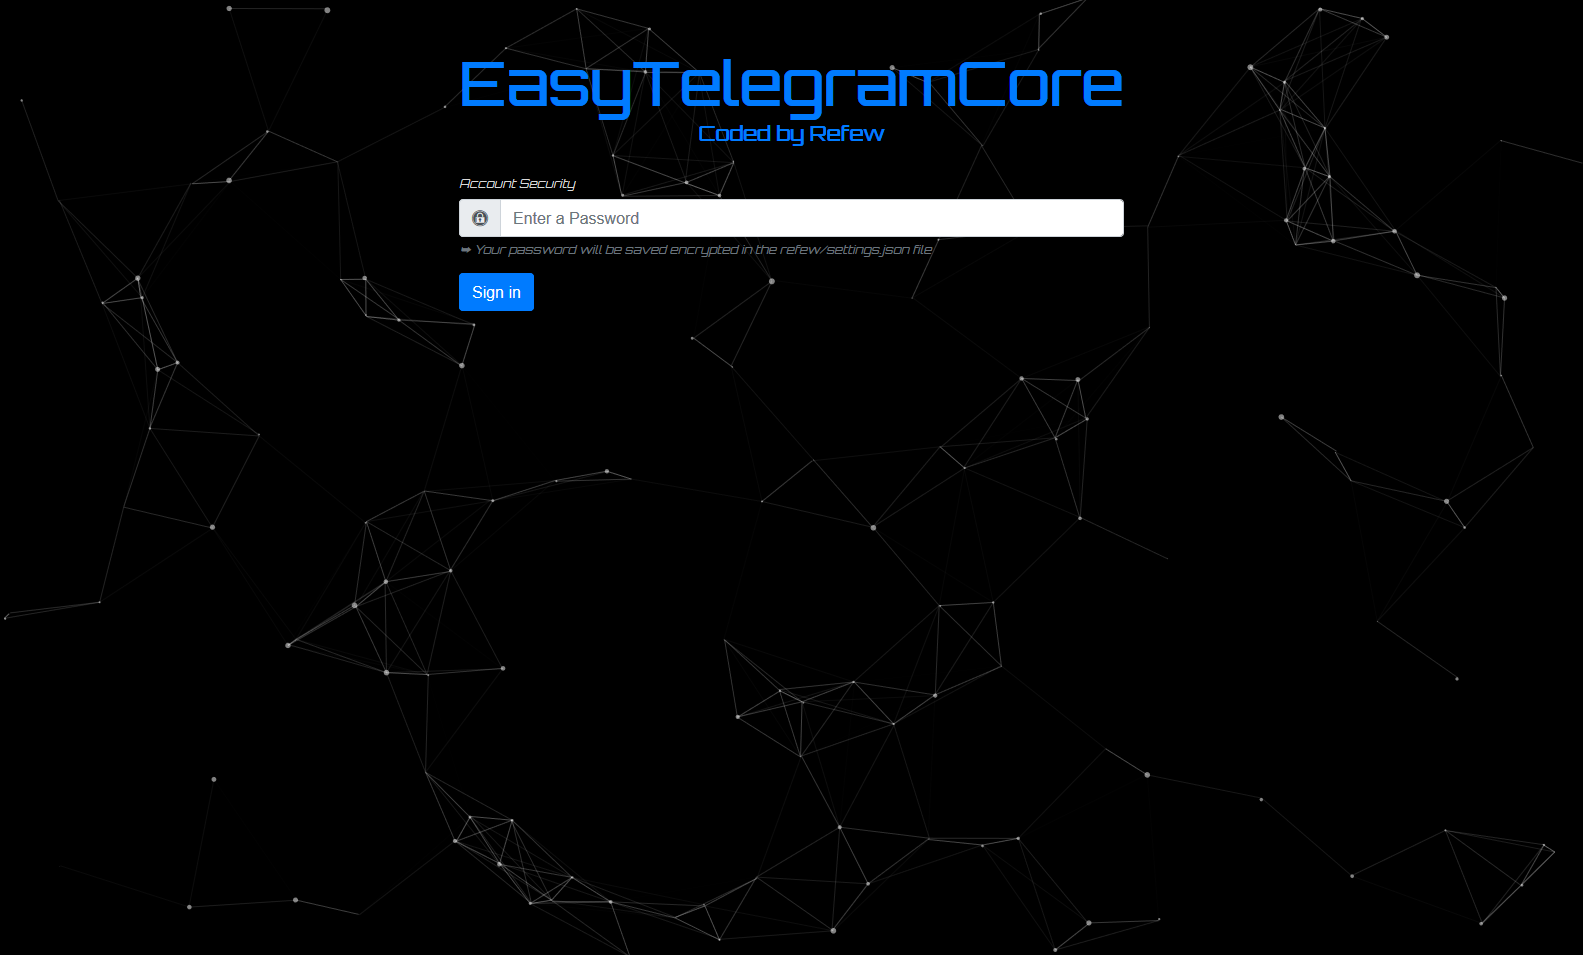 EasyTelegramCore
Coded by Refew
Account Security
Enter a Password
➥ Your password will be saved encrypted in the refew/settings.json file
Sign in